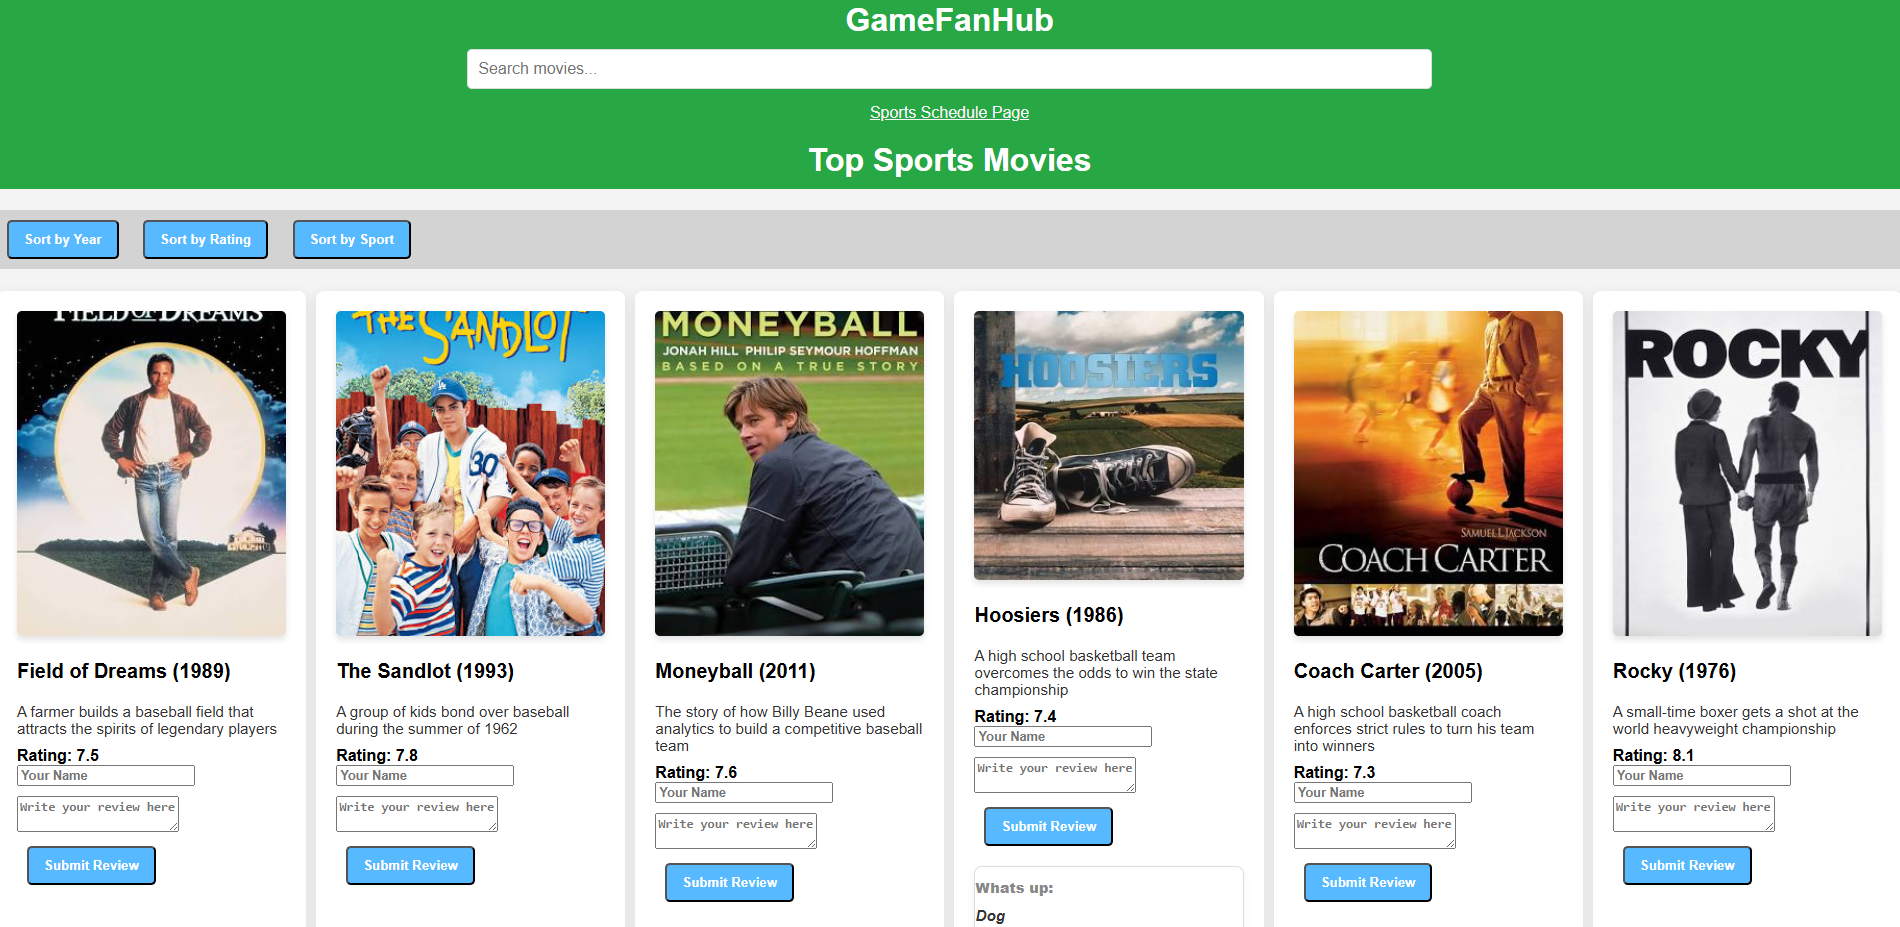 GameFanHub
Search movies...
Sports Schedule Page
Top Sports Movies
Sort by Year
Sort by Rating
Sort by Sport
FIELD OF DREAMS
Field of Dreams (1989)
A farmer builds a baseball field that
attracts the spirits of legendary players
Rating: 7.5
Your Name
Write your review here
Submit Review
THE SANDLOT
LA
30
The Sandlot (1993)
A group of kids bond over baseball
during the summer of 1962
Rating: 7.8
Your Name
Write your review here
Submit Review
MONEYBALL
JONAH HILL PHILIP SEYMOUR HOFFMAN
BASED ON A TRUE STORY
Moneyball (2011)
The story of how Billy Beane used
analytics to build a competitive baseball
team
Rating: 7.6
Your Name
Write your review here
Submit Review
HOOSIERS
Hoosiers (1986)
A high school basketball team
overcomes the odds to win the state
championship
Rating: 7.4
Your Name
Write your review here
Submit Review
Whats up:
Dog
SAMUEL L. JACKSON
COACH CARTER
Coach Carter (2005)
A high school basketball coach
enforces strict rules to turn his team
into winners
Rating: 7.3
Your Name
Write your review here
Submit Review
ROCKY
Rocky (1976)
A small-time boxer gets a shot at the
world heavyweight championship
Rating: 8.1
Your Name
Write your review here
Submit Review